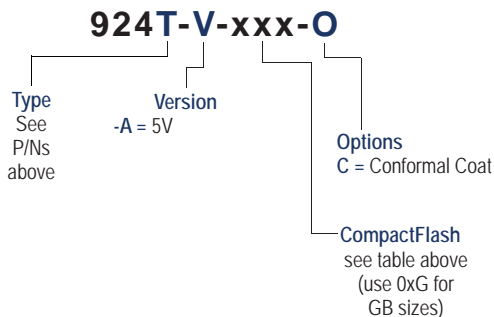 924T-V-xxx-O
Type
See
P/Ns
above
Version
-A = 5V
Options
C = Conformal Coat
CompactFlash
see table above
(use 0xG for
GB sizes)